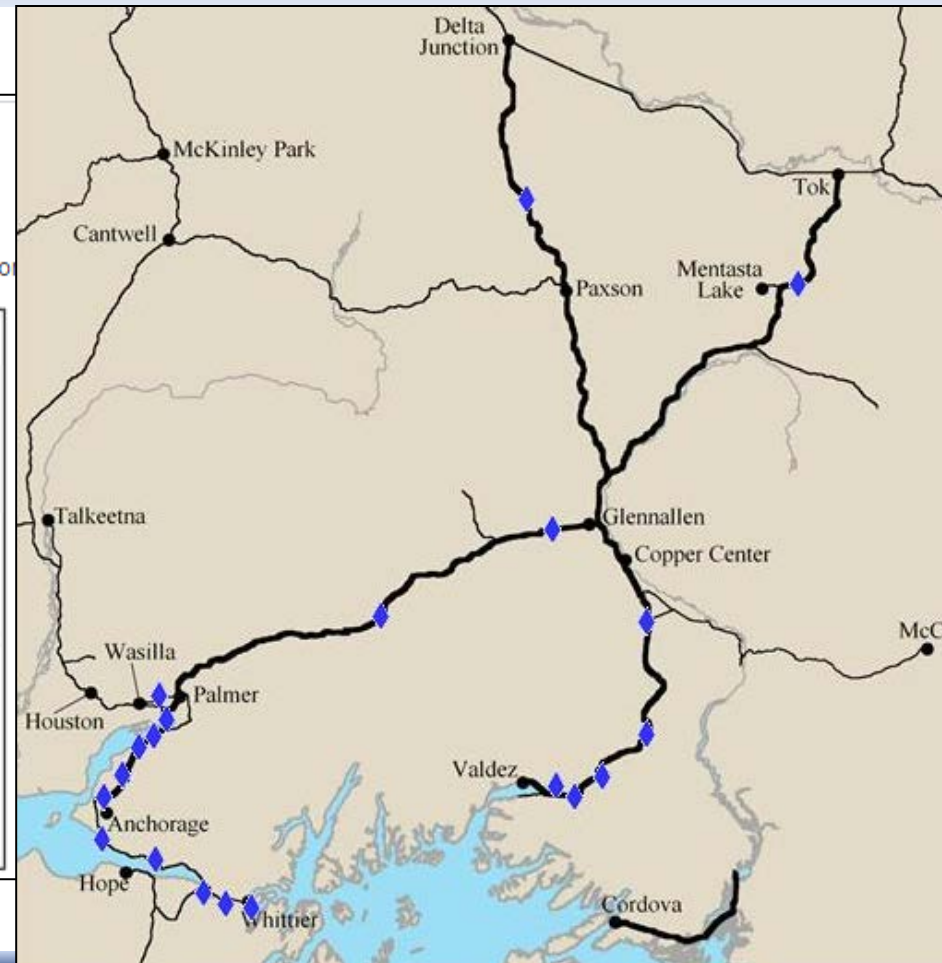 Delta
Junction
McKinley Park
Tok
Cantwell
Mentasta
Lake
Paxson
Talkeetna
Glennallen
Copper Center
McC
Wasilla
Palmer
Houston
Valdez
Anchorage
Hope
Whittier
Cordova